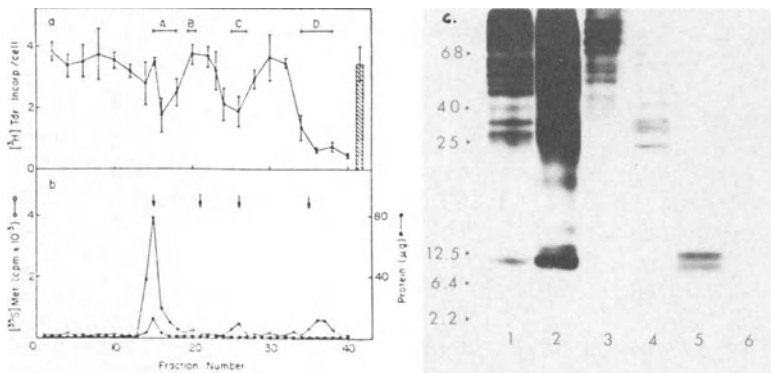 a
A B C D
[³H] Tdr Incorp /cell
4
2
0
b
[³⁵S] Met (cpm x 10⁻³)
4
2
0 10 20 30 40
Fraction Number
80
40
Protein (µg)
c.
68
40
25
12.5
6.4
2.2
1 2 3 4 5 6